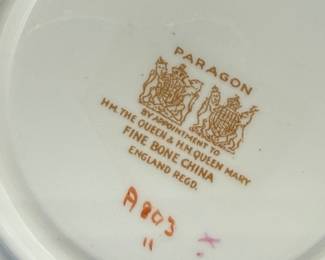 PARAGON
BY APPOINTMENT TO
H.M. THE QUEEN & H.M. QUEEN MARY
FINE BONE CHINA
ENGLAND REGD.
A803
X.
11